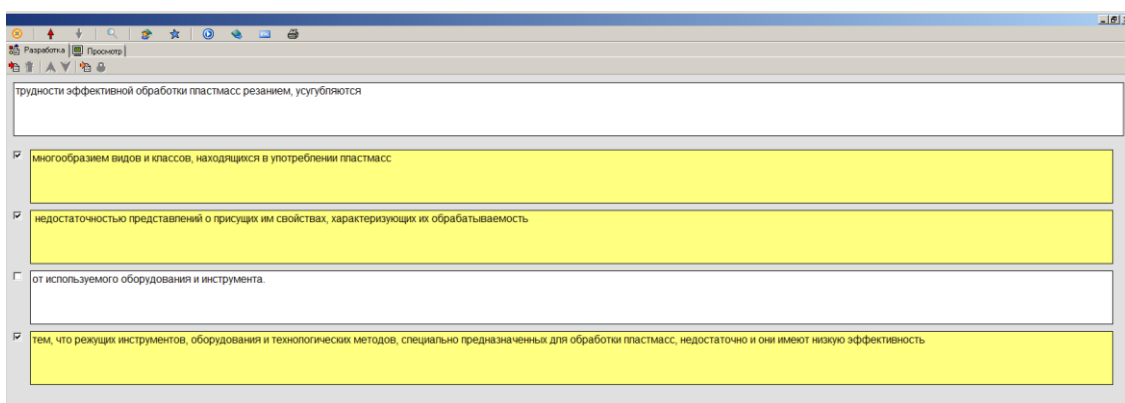 Разработка Просмотр
трудности эффективной обработки пластмасс резанием, усугубляются
многообразием видов и классов, находящихся в употреблении пластмасс
недостаточностью представлений о присущих им свойствах, характеризующих их обрабатываемость
от используемого оборудования и инструмента.
тем, что режущих инструментов, оборудования и технологических методов, специально предназначенных для обработки пластмасс, недостаточно и они имеют низкую эффективность